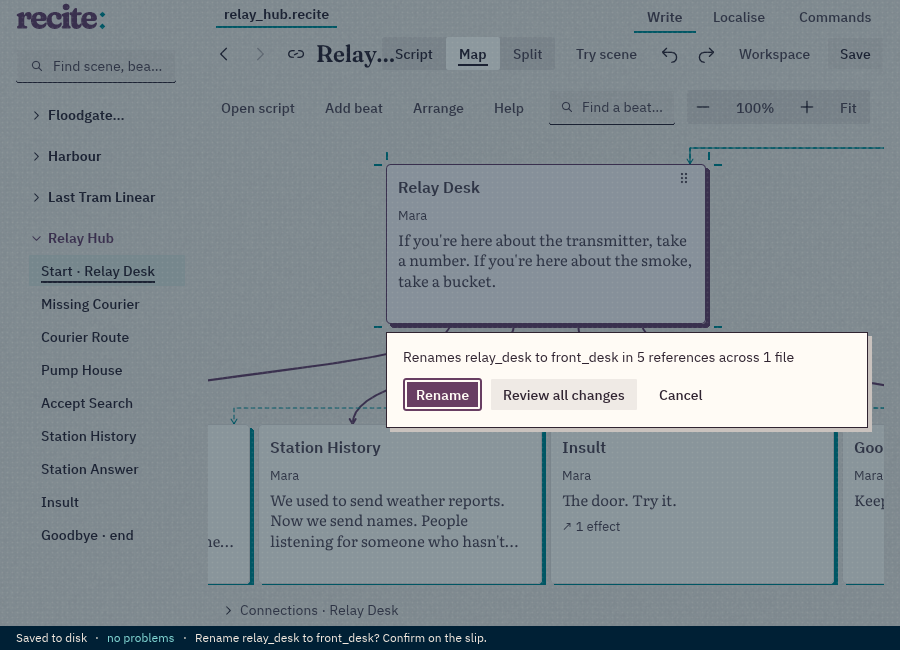 recite:
relay_hub.recite
Write
Localise
Commands
Find scene, bea...
Relay...
Script
Map
Split
Try scene
Workspace
Save
Open script
Add beat
Arrange
Help
Find a beat...
100%
Fit
Floodgate...
Harbour
Last Tram Linear
Relay Hub
Start · Relay Desk
Missing Courier
Courier Route
Pump House
Accept Search
Station History
Station Answer
Insult
Goodbye · end
Relay Desk
Mara
If you're here about the transmitter, take
a number. If you're here about the smoke,
take a bucket.
Renames relay_desk to front_desk in 5 references across 1 file
Rename
Review all changes
Cancel
Station History
Mara
We used to send weather reports.
Now we send names. People
listening for someone who hasn't...
Insult
Mara
The door. Try it.
↗ 1 effect
Mara
Connections · Relay Desk
Saved to disk · no problems · Rename relay_desk to front_desk? Confirm on the slip.